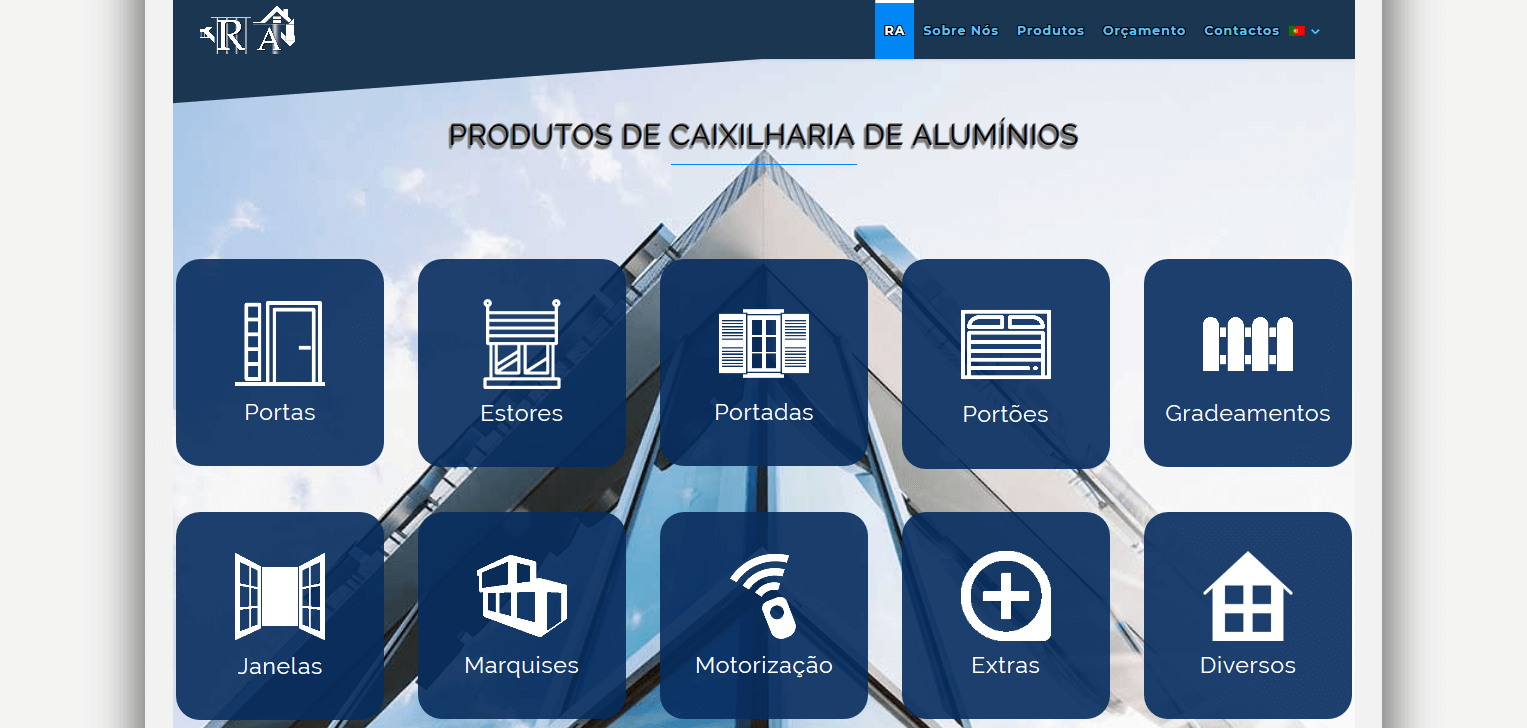 RA
RA Sobre Nós Produtos Orçamento Contactos
PRODUTOS DE CAIXILHARIA DE ALUMÍNIOS
Portas
Estores
Portadas
Portões
Gradeamentos
Janelas
Marquises
Motorização
Extras
Diversos